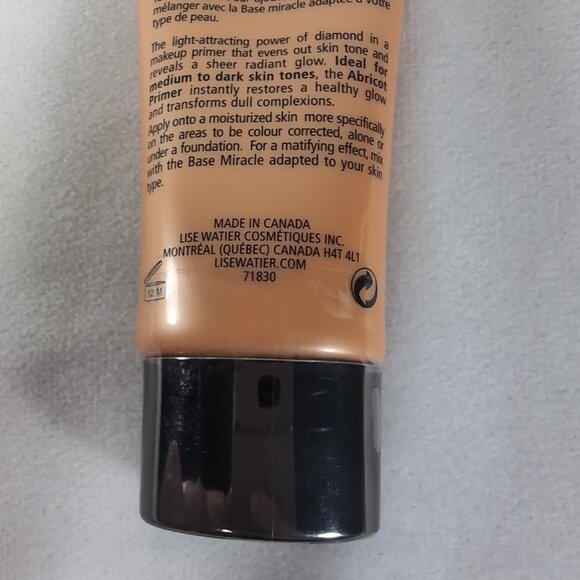 mélanger avec la Base miracle adaptée à votre
type de peau.
The light-attracting power of diamond in a
makeup primer that evens out skin tone and
reveals a sheer radiant glow. Ideal for
medium to dark skin tones, the Abricot
Primer instantly restores a healthy glow
and transforms dull complexions.
Apply onto a moisturized skin more specifically
on the areas to be colour corrected, alone or
under a foundation. For a matifying effect, mix
with the Base Miracle adapted to your skin
type.
MADE IN CANADA
LISE WATIER COSMÉTIQUES INC.
MONTRÉAL (QUÉBEC) CANADA H4T 4L1
LISEWATIER.COM
71830
12 M